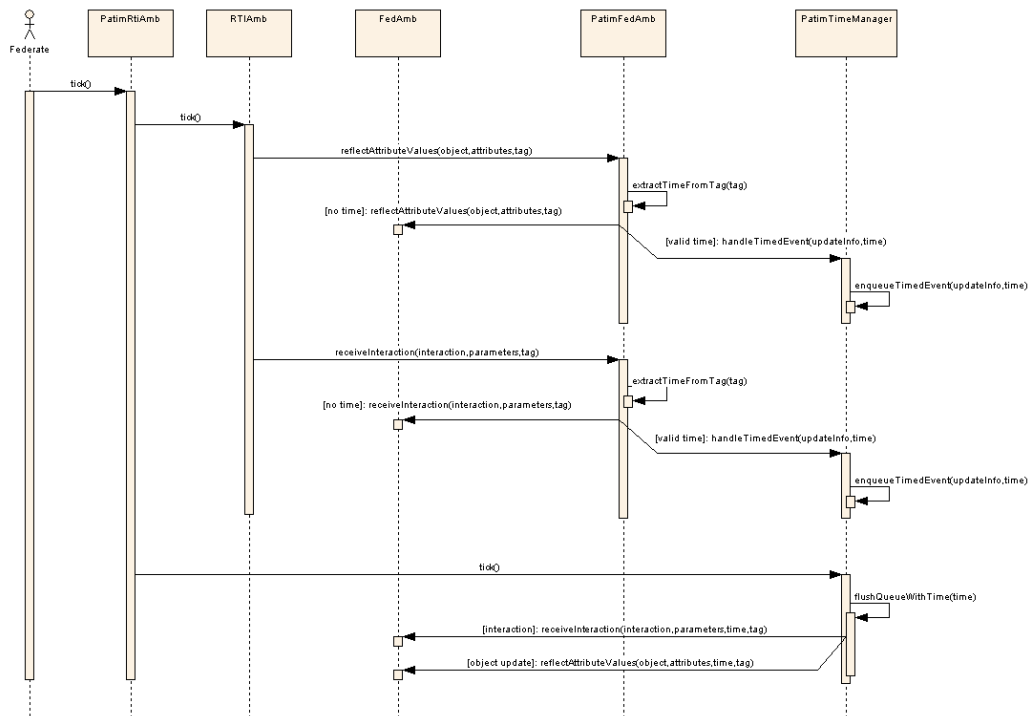 PatimRtiAmb
RTIAmb
FedAmb
PatimFedAmb
PatimTimeManager
Federate
tick()
tick()
reflectAttributeValues(object,attributes,tag)
extractTimeFromTag(tag)
[no time]: reflectAttributeValues(object,attributes,tag)
[valid time]: handleTimedEvent(updateInfo,time)
enqueueTimedEvent(updateInfo,time)
receiveInteraction(interaction,parameters,tag)
extractTimeFromTag(tag)
[no time]: receiveInteraction(interaction,parameters,tag)
[valid time]: handleTimedEvent(updateInfo,time)
enqueueTimedEvent(updateInfo,time)
tick()
flushQueueWithTime(time)
[interaction]: receiveInteraction(interaction,parameters,time,tag)
[object update]: reflectAttributeValues(object,attributes,time,tag)